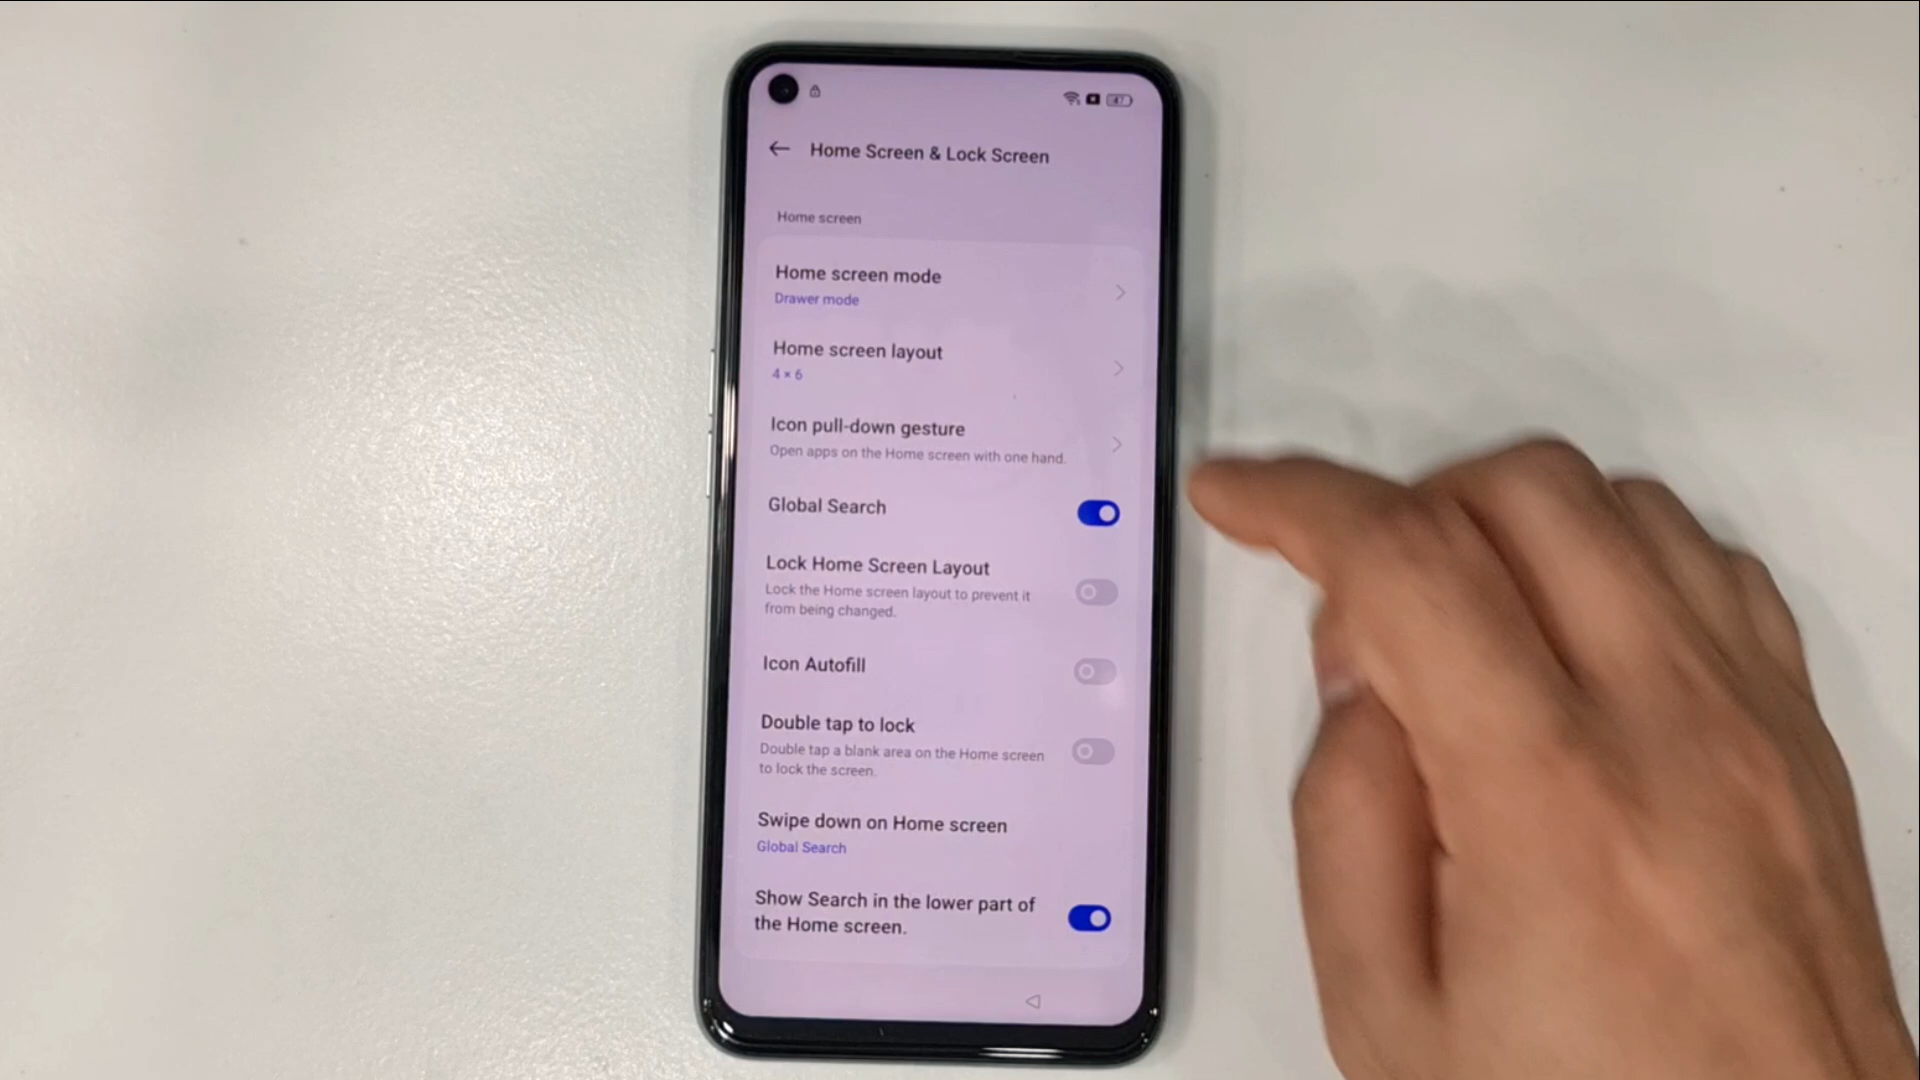 47
Home Screen & Lock Screen
Home screen
Home screen mode
Drawer mode
Home screen layout
4 × 6
Icon pull-down gesture
Open apps on the Home screen with one hand.
Global Search
Lock Home Screen Layout
Lock the Home screen layout to prevent it
from being changed.
Icon Autofill
Double tap to lock
Double tap a blank area on the Home screen
to lock the screen.
Swipe down on Home screen
Global Search
Show Search in the lower part of
the Home screen.